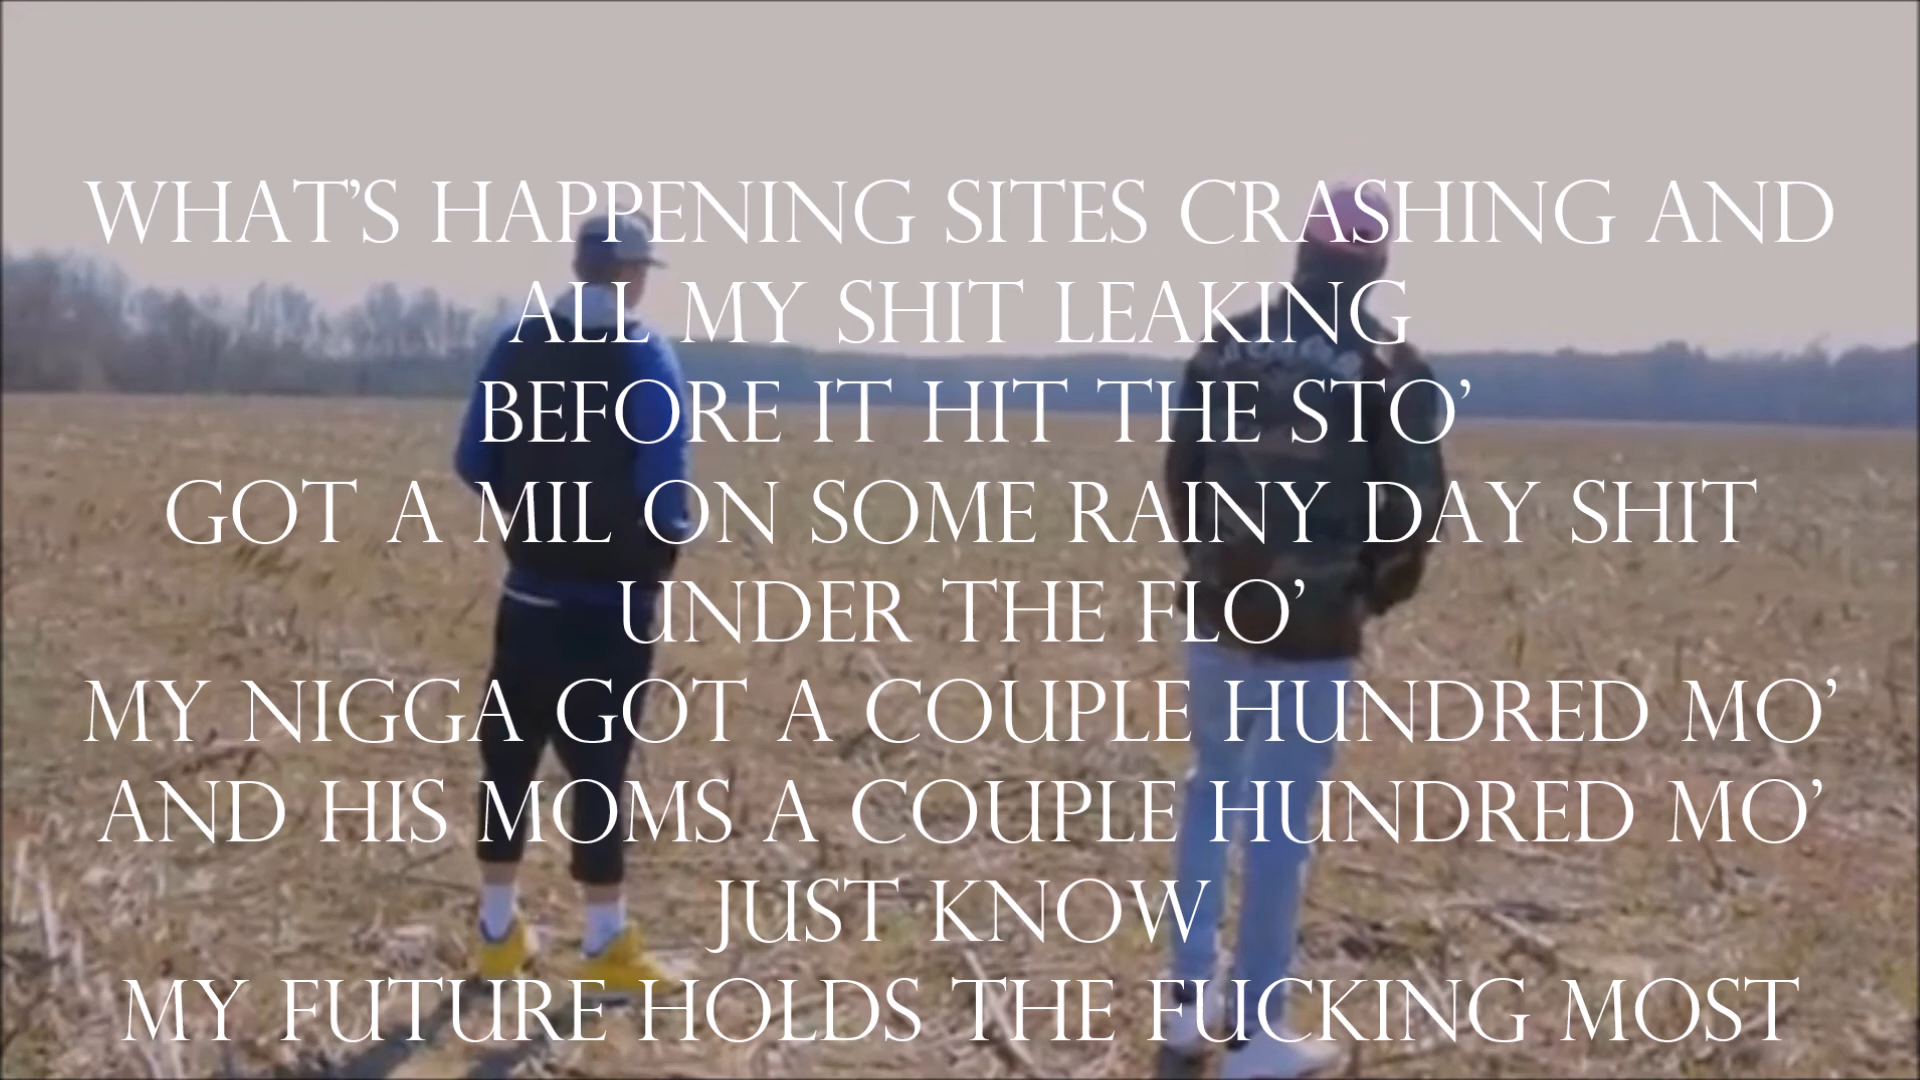 WHAT'S HAPPENING SITES CRASHING AND
ALL MY SHIT LEAKING
BEFORE IT HIT THE STO'
GOT A MIL ON SOME RAINY DAY SHIT
UNDER THE FLO'
MY NIGGA GOT A COUPLE HUNDRED MO'
AND HIS MOMS A COUPLE HUNDRED MO'
JUST KNOW
MY FUTURE HOLDS THE FUCKING MOST